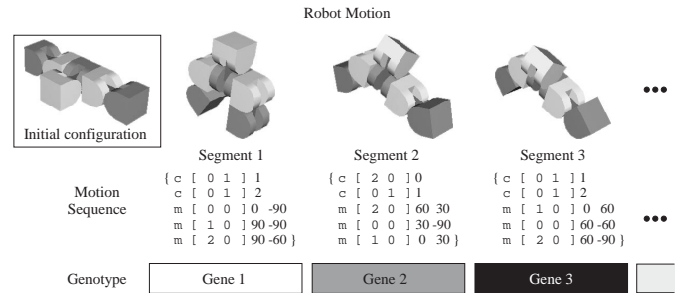 Robot Motion
Initial configuration
•••
Segment 1 Segment 2 Segment 3
Motion Sequence
{ c [ 0 1 ] 1 {c [ 2 0 ] 0 {c [ 0 1 ] 1
c [ 0 1 ] 2 c [ 0 1 ] 1 c [ 0 1 ] 2
m [ 0 0 ] 0 -90 m [ 2 0 ] 60 30 m [ 1 0 ] 0 60
m [ 1 0 ] 90 -90 m [ 0 0 ] 30 -90 m [ 0 0 ] 60 -60
m [ 2 0 ] 90 -60 } m [ 1 0 ] 0 30 } m [ 2 0 ] 60 -90 }
•••
Genotype Gene 1 Gene 2 Gene 3